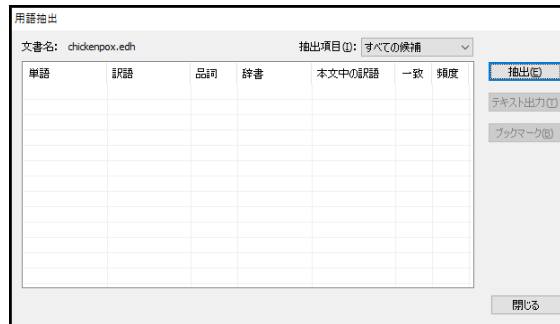 用語抽出
文書名: chickenpox.edh 抽出項目(I): すべての候補
単語 訳語 品詞 辞書 本文中の訳語 一致 頻度
抽出(E)
テキスト出力(T)
ブックマーク(B)
閉じる